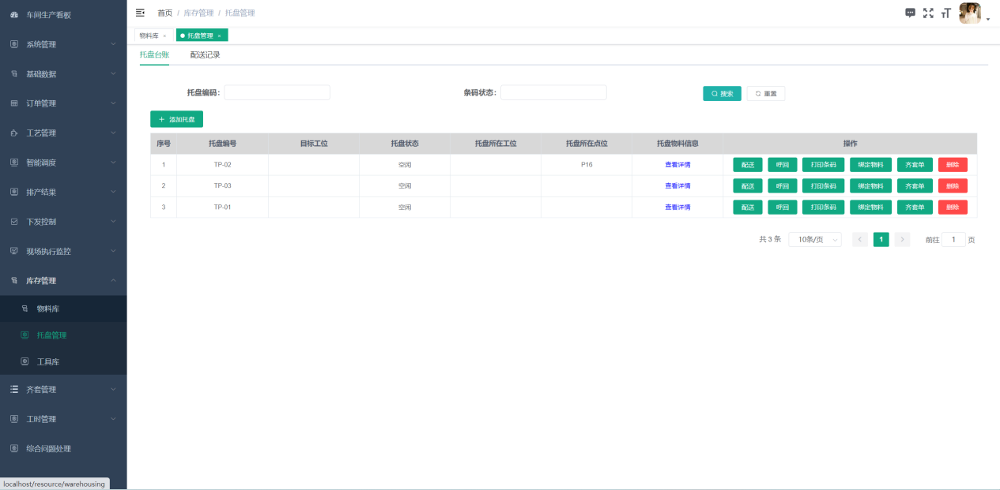 车间生产看板
系统管理
基础数据
订单管理
工艺管理
智能调度
排产结果
下发控制
现场执行监控
库存管理
物料库
托盘管理
工具库
齐套管理
工时管理
综合问题处理
localhost/resource/warehousing
首页 / 库存管理 / 托盘管理
物料库 × 托盘管理 ×
托盘台账 配送记录
托盘编码: 条码状态: 搜索 重置
+ 添加托盘
序号 托盘编号 目标工位 托盘状态 托盘所在工位 托盘所在点位 托盘物料信息 操作
1 TP-02 空闲 P16 查看详情 配送 呼回 打印条码 绑定物料 齐套单 删除
2 TP-03 空闲 查看详情 配送 呼回 打印条码 绑定物料 齐套单 删除
3 TP-01 空闲 查看详情 配送 呼回 打印条码 绑定物料 齐套单 删除
共 3 条 10条/页 < 1 > 前往 1 页